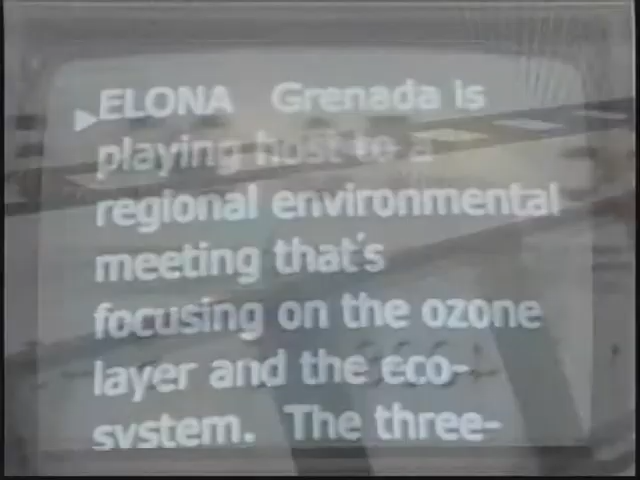 ▶ELONA Grenada is
playing host to a
regional environmental
meeting that's
focusing on the ozone
layer and the eco-
system. The three-